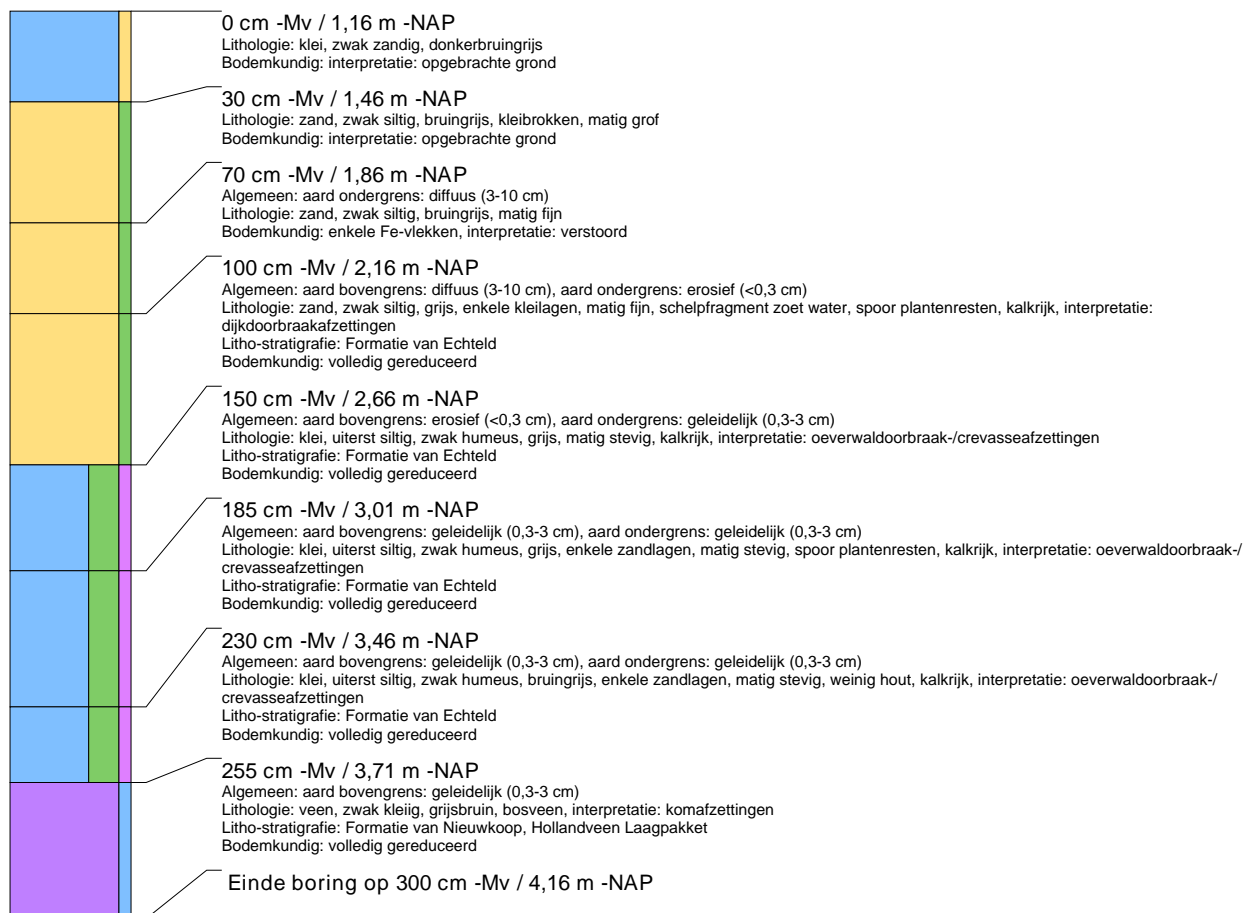 0 cm -Mv / 1,16 m -NAP
Lithologie: klei, zwak zandig, donkerbruingrijs
Bodemkundig: interpretatie: opgebrachte grond
30 cm -Mv / 1,46 m -NAP
Lithologie: zand, zwak siltig, bruingrijs, kleibrokken, matig grof
Bodemkundig: interpretatie: opgebrachte grond
70 cm -Mv / 1,86 m -NAP
Algemeen: aard ondergrens: diffuus (3-10 cm)
Lithologie: zand, zwak siltig, bruingrijs, matig fijn
Bodemkundig: enkele Fe-vlekken, interpretatie: verstoord
100 cm -Mv / 2,16 m -NAP
Algemeen: aard bovengrens: diffuus (3-10 cm), aard ondergrens: erosief (<0,3 cm)
Lithologie: zand, zwak siltig, grijs, enkele kleilagen, matig fijn, schelpfragment zoet water, spoor plantenresten, kalkrijk, interpretatie:
dijkdoorbraakafzettingen
Litho-stratigrafie: Formatie van Echteld
Bodemkundig: volledig gereduceerd
150 cm -Mv / 2,66 m -NAP
Algemeen: aard bovengrens: erosief (<0,3 cm), aard ondergrens: geleidelijk (0,3-3 cm)
Lithologie: klei, uiterst siltig, zwak humeus, grijs, matig stevig, kalkrijk, interpretatie: oeverwaldoorbraak-/crevasseafzettingen
Litho-stratigrafie: Formatie van Echteld
Bodemkundig: volledig gereduceerd
185 cm -Mv / 3,01 m -NAP
Algemeen: aard bovengrens: geleidelijk (0,3-3 cm), aard ondergrens: geleidelijk (0,3-3 cm)
Lithologie: klei, uiterst siltig, zwak humeus, grijs, enkele zandlagen, matig stevig, spoor plantenresten, kalkrijk, interpretatie: oeverwaldoorbraak-/
crevasseafzettingen
Litho-stratigrafie: Formatie van Echteld
Bodemkundig: volledig gereduceerd
230 cm -Mv / 3,46 m -NAP
Algemeen: aard bovengrens: geleidelijk (0,3-3 cm), aard ondergrens: geleidelijk (0,3-3 cm)
Lithologie: klei, uiterst siltig, zwak humeus, bruingrijs, enkele zandlagen, matig stevig, weinig hout, kalkrijk, interpretatie: oeverwaldoorbraak-/
crevasseafzettingen
Litho-stratigrafie: Formatie van Echteld
Bodemkundig: volledig gereduceerd
255 cm -Mv / 3,71 m -NAP
Algemeen: aard bovengrens: geleidelijk (0,3-3 cm)
Lithologie: veen, zwak kleiig, grijsbruin, bosveen, interpretatie: komafzettingen
Litho-stratigrafie: Formatie van Nieuwkoop, Hollandveen Laagpakket
Bodemkundig: volledig gereduceerd
Einde boring op 300 cm -Mv / 4,16 m -NAP